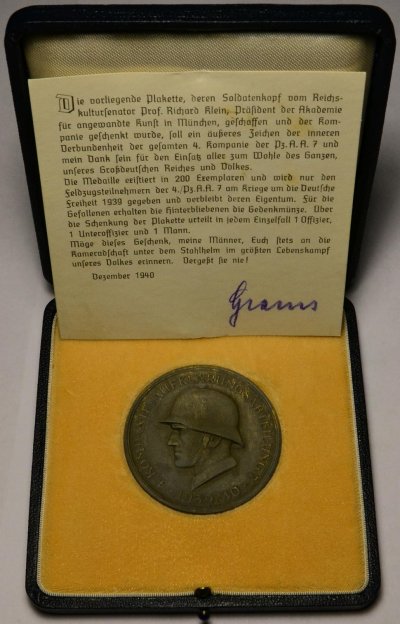 Die vorliegende Plakette, deren Soldatenkopf vom Reichs-
kultursenator Prof. Richard Klein, Präsident der Akademie
für angewandte Kunst in München, geschaffen und der Kom-
panie geschenkt wurde, soll ein äußeres Zeichen der inneren
Verbundenheit der gesamten 4. Kompanie der Pz.A.A. 7 und
mein Dank sein für den Einsatz aller zum Wohle des Ganzen,
unseres Großdeutschen Reiches und Volkes.
Die Medaille existiert in 200 Exemplaren und wird nur den
Feldzugsteilnehmern der 4./Pz.A.A. 7 am Kriege um die Deutsche
Freiheit 1939 gegeben und verbleibt deren Eigentum. Für die
Gefallenen erhalten die Hinterbliebenen die Gedenkmünze. Über
die Schenkung der Plakette urteilt in jedem Einzelfall 1 Offizier,
1 Unteroffizier und 1 Mann.
Möge dieses Geschenk, meine Männer, Euch stets an die
Kameradschaft unter dem Stahlhelm im größten Lebenskampf
unseres Volkes erinnern. Vergeßt sie nie!
Dezember 1940
Grams
4. KOMPANIE AUFKLÄRUNGS ABTEILUNG 7
1939/40